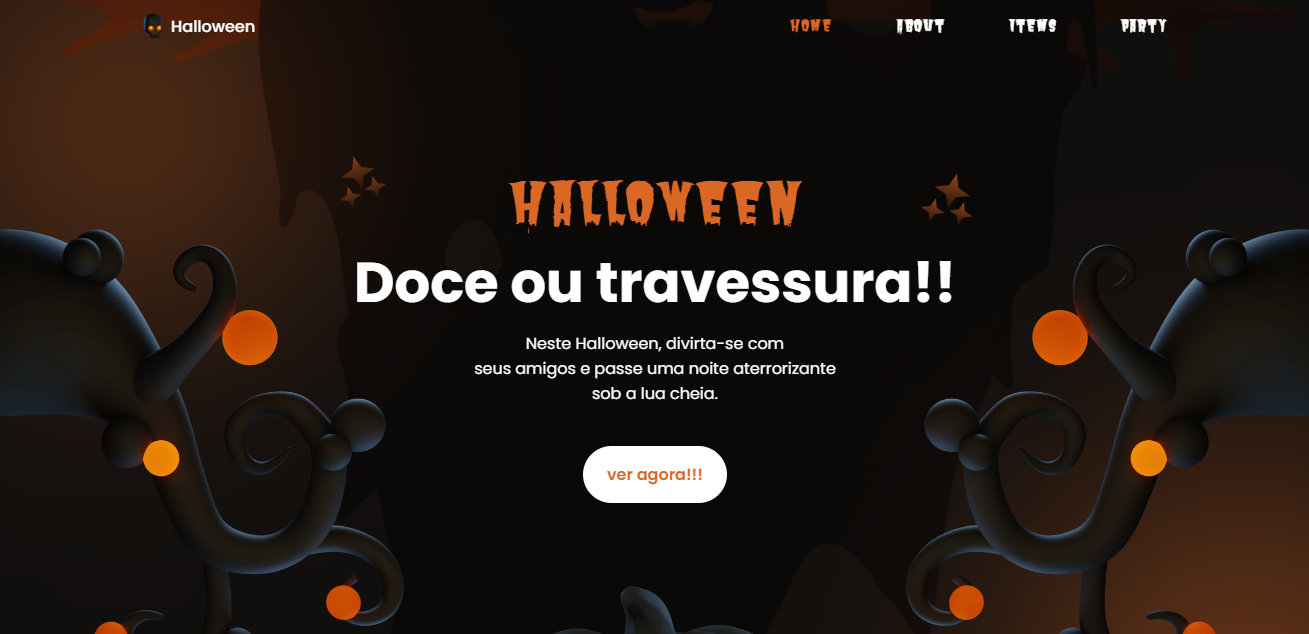 Halloween
HOME
ABOUT
ITEMS
PARTY
HALLOWEEN
Doce ou travessura!!
Neste Halloween, divirta-se com
seus amigos e passe uma noite aterrorizante
sob a lua cheia.
ver agora!!!